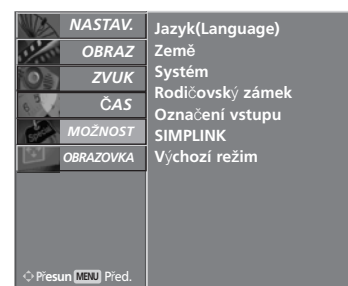 NASTAV.
OBRAZ
ZVUK
ČAS
MOŽNOST
OBRAZOVKA
Přesun MENU Před.
Jazyk(Language)
Země
Systém
Rodičovský zámek
Označení vstupu
SIMPLINK
Výchozí režim